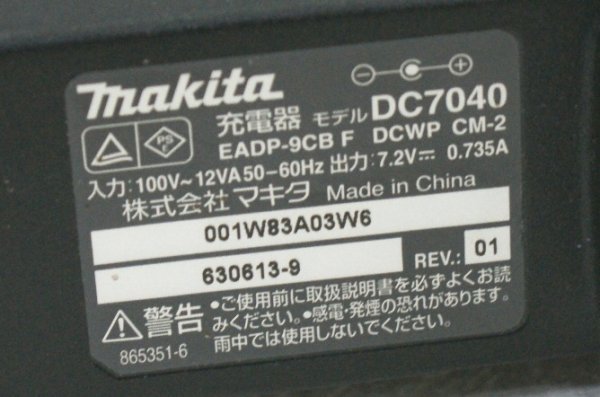 makita
充電器 モデル DC7040
EADP-9CB F DCWP CM-2
PS E
入力:100V~12VA50-60Hz 出力:7.2V⎓ 0.735A
株式会社 マキタ Made in China
001W83A03W6
630613-9 REV.: 01
警告 •ご使用前に取扱説明書を必ずよくお読
みください。•感電・発煙の恐れがあります。
雨中では使用しないでください。
865351-6